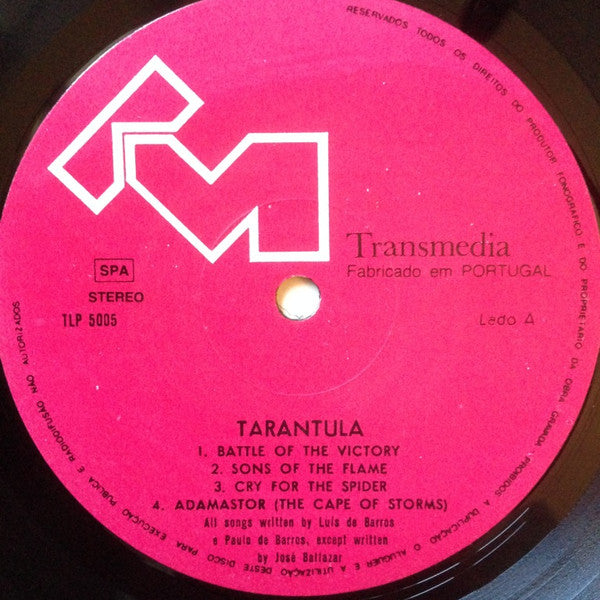 RESERVADOS TODOS OS DIREITOS DO PRODUTOR FONOGRÁFICO E DO PROPRIETÁRIO DA OBRA GRAVADA • PROIBIDOS A DUPLICAÇÃO O ALUGUER E A UTILIZAÇÃO DESTE DISCO PARA EXECUÇÃO PÚBLICA E RADIODIFUSÃO NÃO AUTORIZADOS
Transmedia
Fabricado em PORTUGAL
SPA
STEREO
TLP 5005
Lado A
TARANTULA
1. BATTLE OF THE VICTORY
2. SONS OF THE FLAME
3. CRY FOR THE SPIDER
4. ADAMASTOR (THE CAPE OF STORMS)
All songs written by Luis de Barros
e Paulo de Barros, except written
by José Baltazar